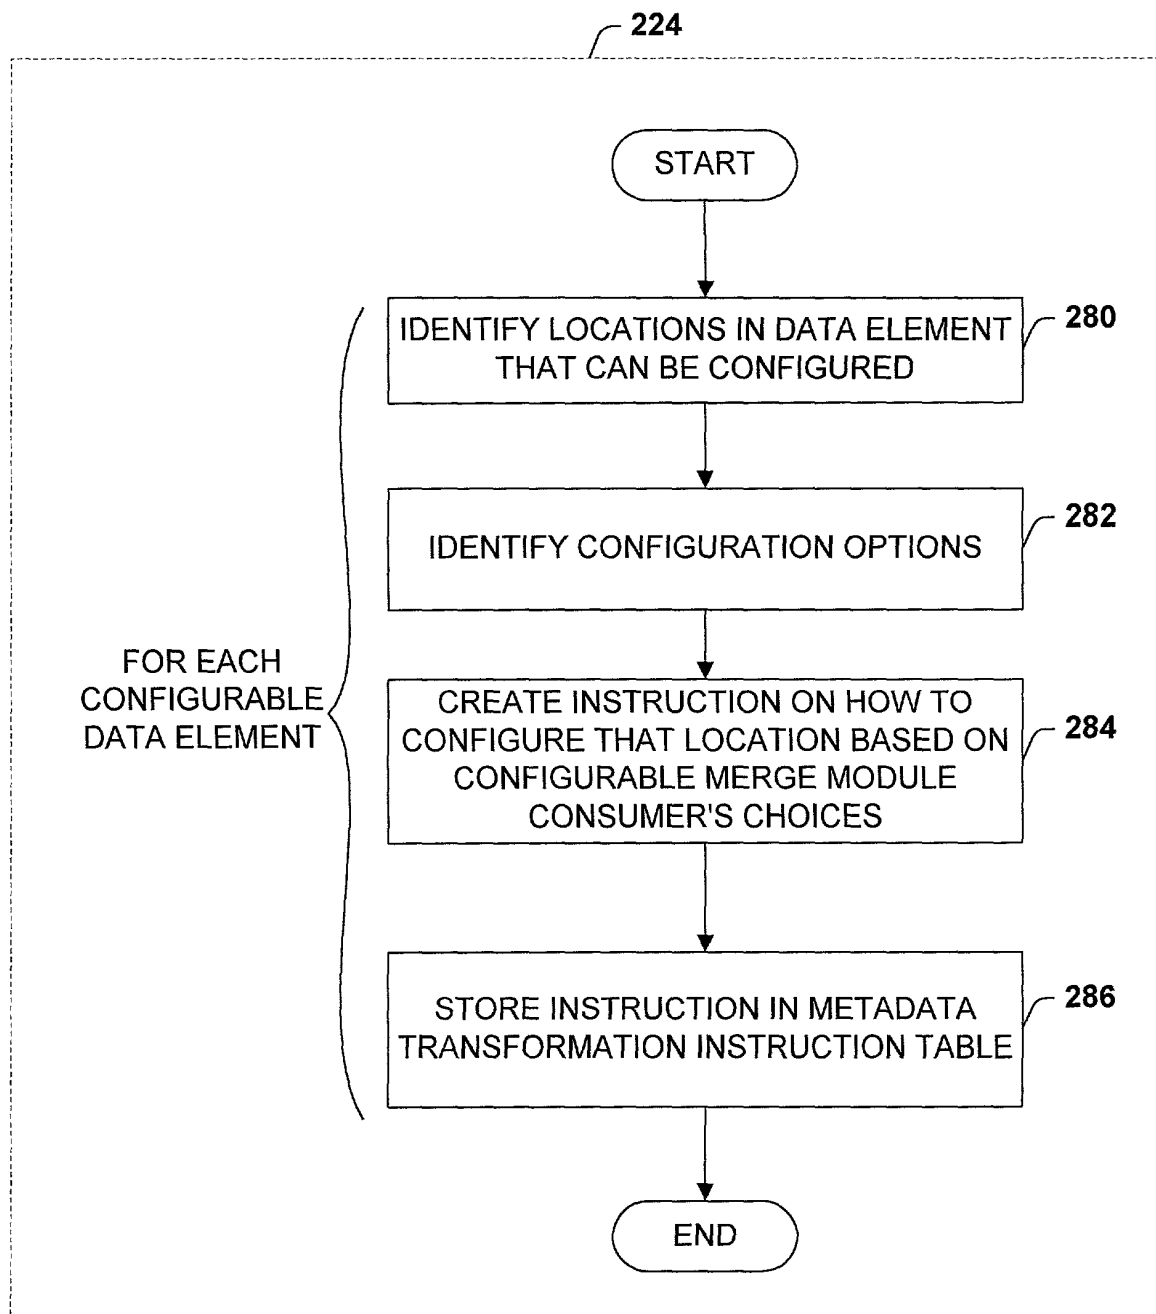 224
START
IDENTIFY LOCATIONS IN DATA ELEMENT
THAT CAN BE CONFIGURED
280
IDENTIFY CONFIGURATION OPTIONS
282
FOR EACH
CONFIGURABLE
DATA ELEMENT
CREATE INSTRUCTION ON HOW TO
CONFIGURE THAT LOCATION BASED ON
CONFIGURABLE MERGE MODULE
CONSUMER'S CHOICES
284
STORE INSTRUCTION IN METADATA
TRANSFORMATION INSTRUCTION TABLE
286
END